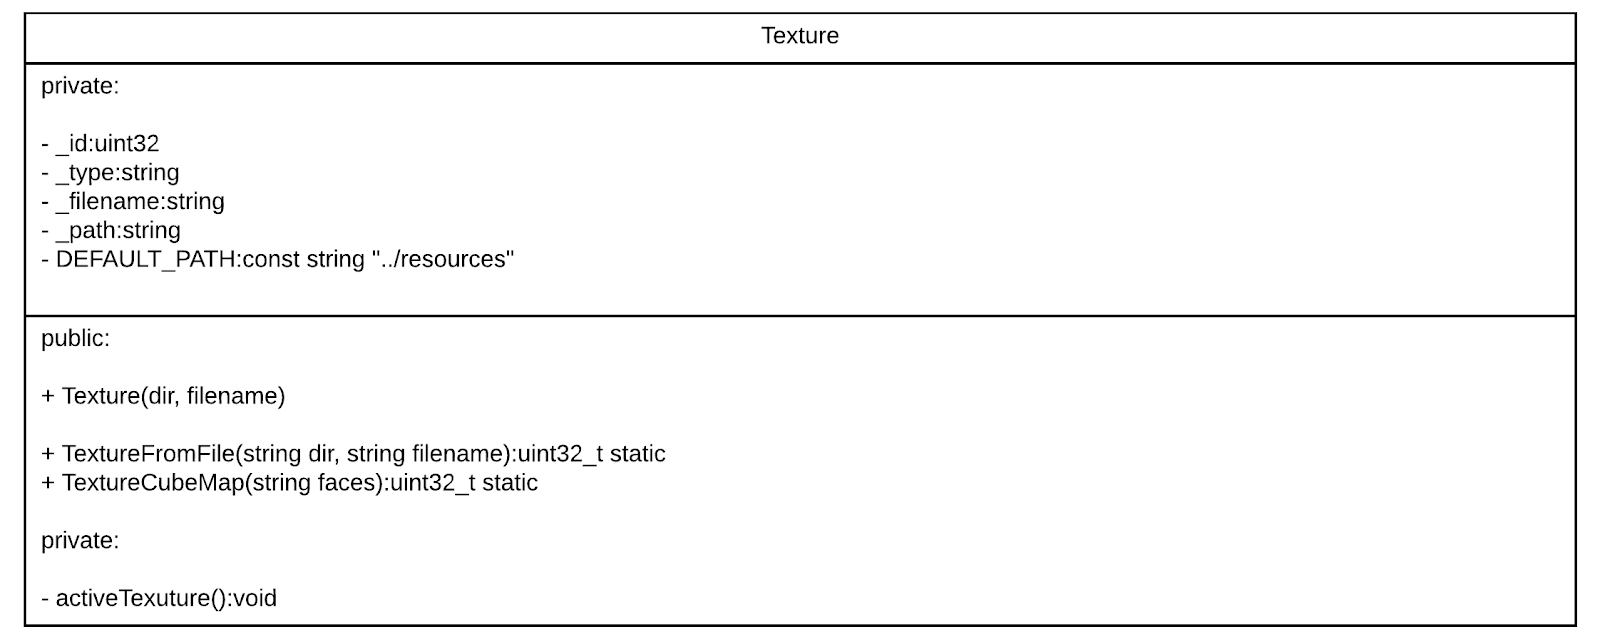 Texture
private:
- _id:uint32
- _type:string
- _filename:string
- _path:string
- DEFAULT_PATH:const string "../resources"
public:
+ Texture(dir, filename)
+ TextureFromFile(string dir, string filename):uint32_t static
+ TextureCubeMap(string faces):uint32_t static
private:
- activeTexuture():void